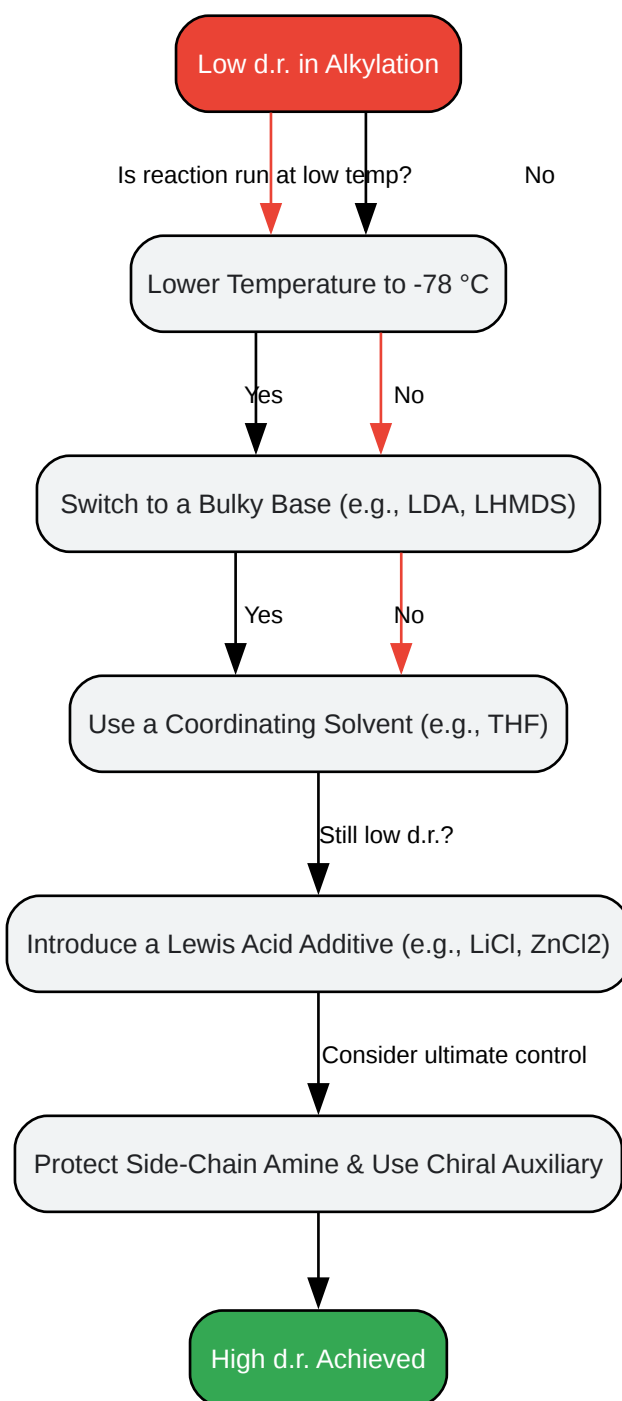 Low d.r. in Alkylation
Is reaction run at low temp?
No
Lower Temperature to -78 °C
Yes
No
Switch to a Bulky Base (e.g., LDA, LHMDS)
Yes
No
Use a Coordinating Solvent (e.g., THF)
Still low d.r.?
Introduce a Lewis Acid Additive (e.g., LiCl, ZnCl2)
Consider ultimate control
Protect Side-Chain Amine & Use Chiral Auxiliary
High d.r. Achieved